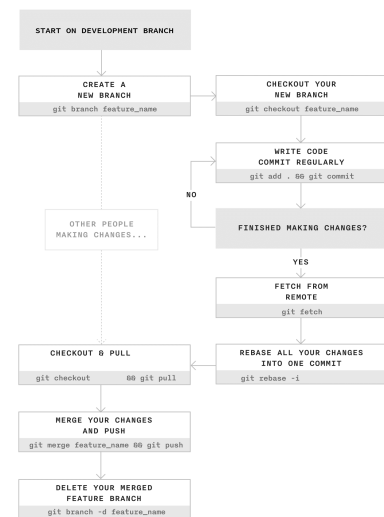 START ON DEVELOPMENT BRANCH
CREATE A
NEW BRANCH
git branch feature_name
CHECKOUT YOUR
NEW BRANCH
git checkout feature_name
WRITE CODE
COMMIT REGULARLY
git add . && git commit
NO
OTHER PEOPLE
MAKING CHANGES...
FINISHED MAKING CHANGES?
YES
FETCH FROM
REMOTE
git fetch
REBASE ALL YOUR CHANGES
INTO ONE COMMIT
git rebase -i
CHECKOUT & PULL
git checkout && git pull
MERGE YOUR CHANGES
AND PUSH
git merge feature_name && git push
DELETE YOUR MERGED
FEATURE BRANCH
git branch -d feature_name